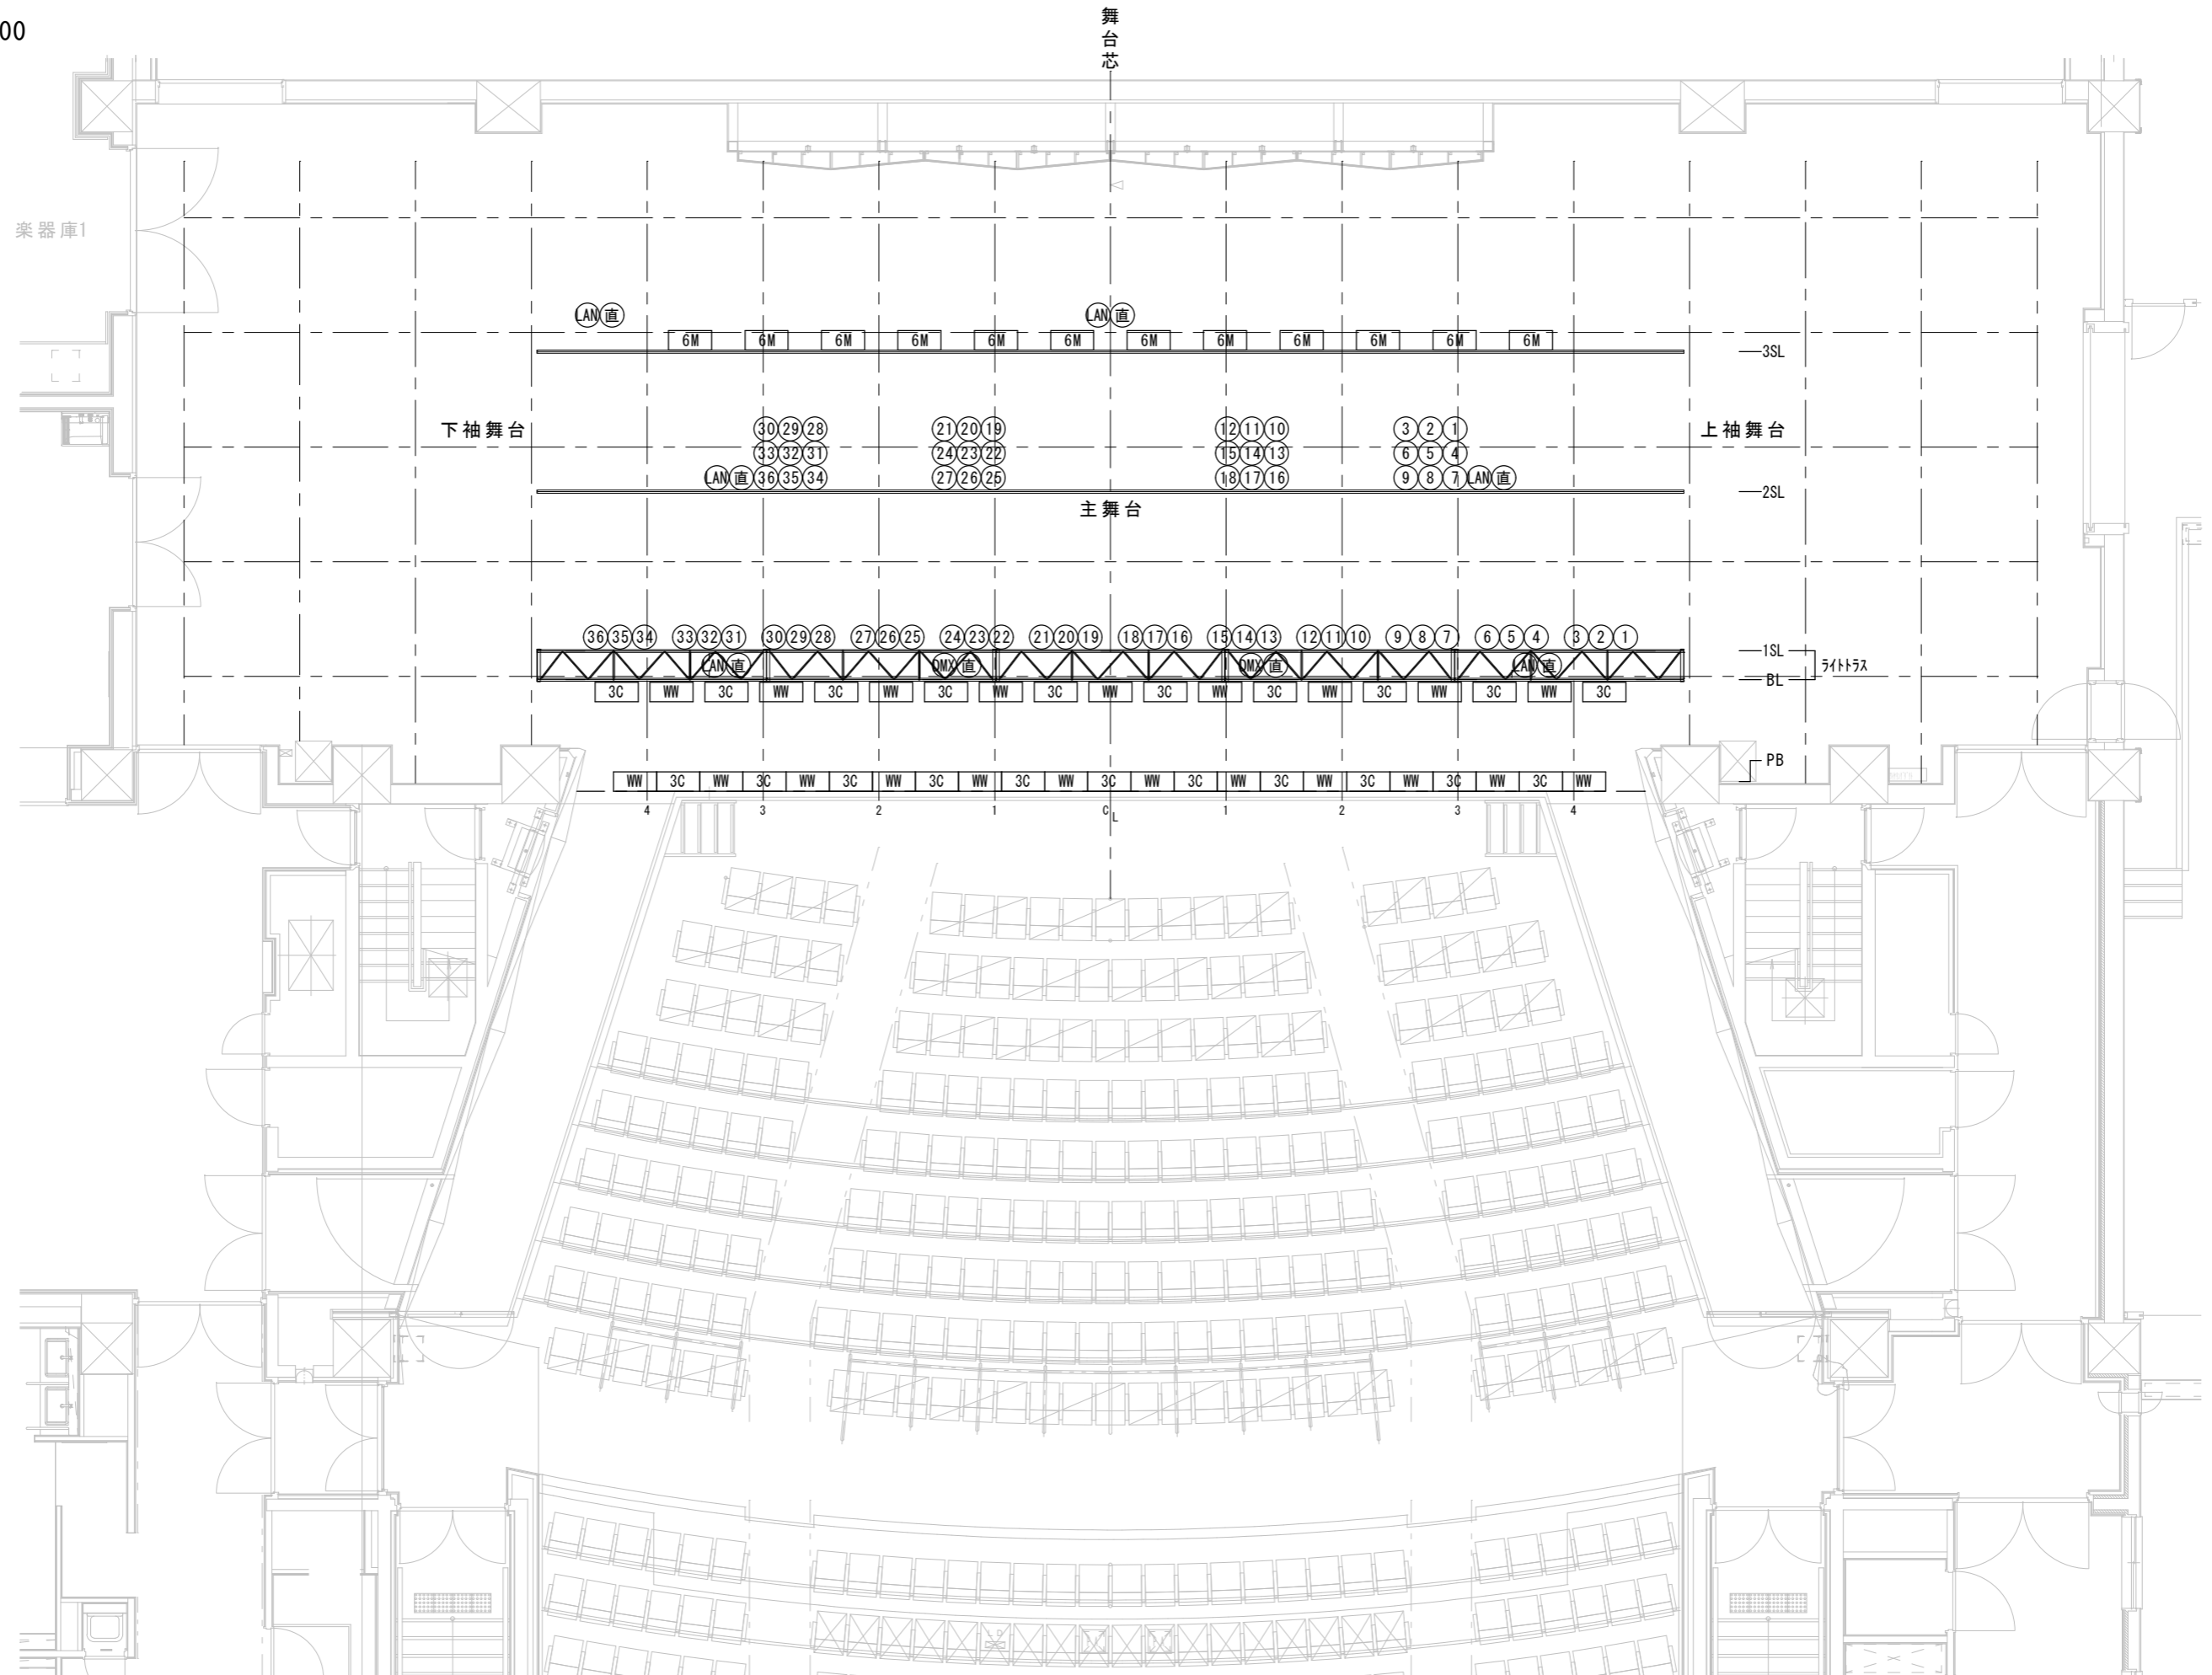 00
舞台芯
楽器庫1
LAN 直 LAN 直
6M 6M 6M 6M 6M 6M 6M 6M 6M 6M 6M 6M
3SL
下袖舞台
上袖舞台
30 29 28 21 20 19 12 11 10 3 2 1
33 32 31 24 23 22 15 14 13 6 5 4
LAN 直 36 35 34 27 26 25 18 17 16 9 8 7 LAN 直
2SL
主舞台
36 35 34 33 32 31 30 29 28 27 26 25 24 23 22 21 20 19 18 17 16 15 14 13 12 11 10 9 8 7 6 5 4 3 2 1
1SL
LAN 直 DMX 直 DMX 直 LAN 直
ライトトラス
BL
3C WW 3C WW 3C WW 3C WW 3C WW 3C WW 3C WW 3C WW 3C WW 3C
PB
WW 3C WW 3C WW 3C WW 3C WW 3C WW 3C WW 3C WW 3C WW 3C WW 3C WW 3C WW
4 3 2 1 CL 1 2 3 4